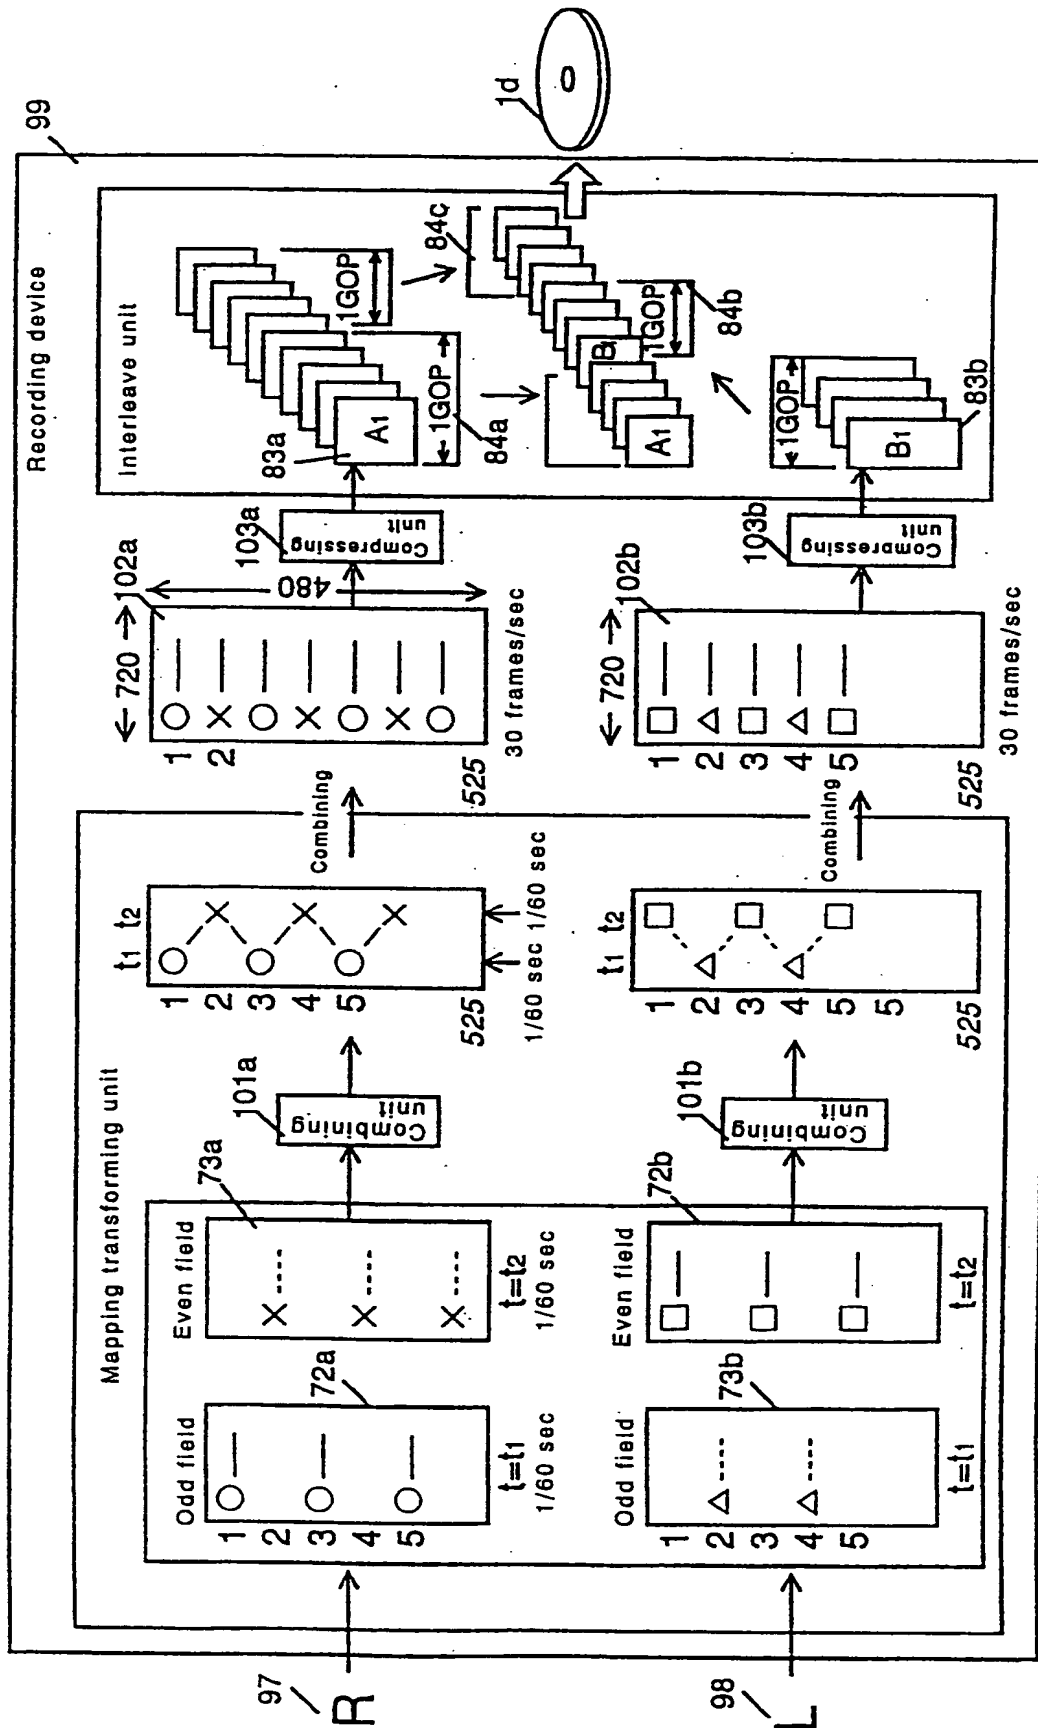 Recording device
99
Mapping transforming unit
Interleave unit
97
R
Odd field
1
2
3
4
5
72a
t=t1
1/60 sec
Even field
73a
t=t2
1/60 sec
101a
Combining
unit
t1 t2
1
2
3
4
5
525
1/60 sec 1/60 sec
Combining
720
102a
1
2
480
525
30 frames/sec
103a
Compressing
unit
83a
A1
1GOP
84a
1GOP
84c
A1
B1
1GOP
84b
1d
98
L
Odd field
1
2
3
4
5
73b
t=t1
Even field
72b
t=t2
101b
Combining
unit
t1 t2
1
2
3
4
5
5
525
Combining
720
102b
1
2
3
4
5
525
30 frames/sec
103b
Compressing
unit
1GOP
B1
83b